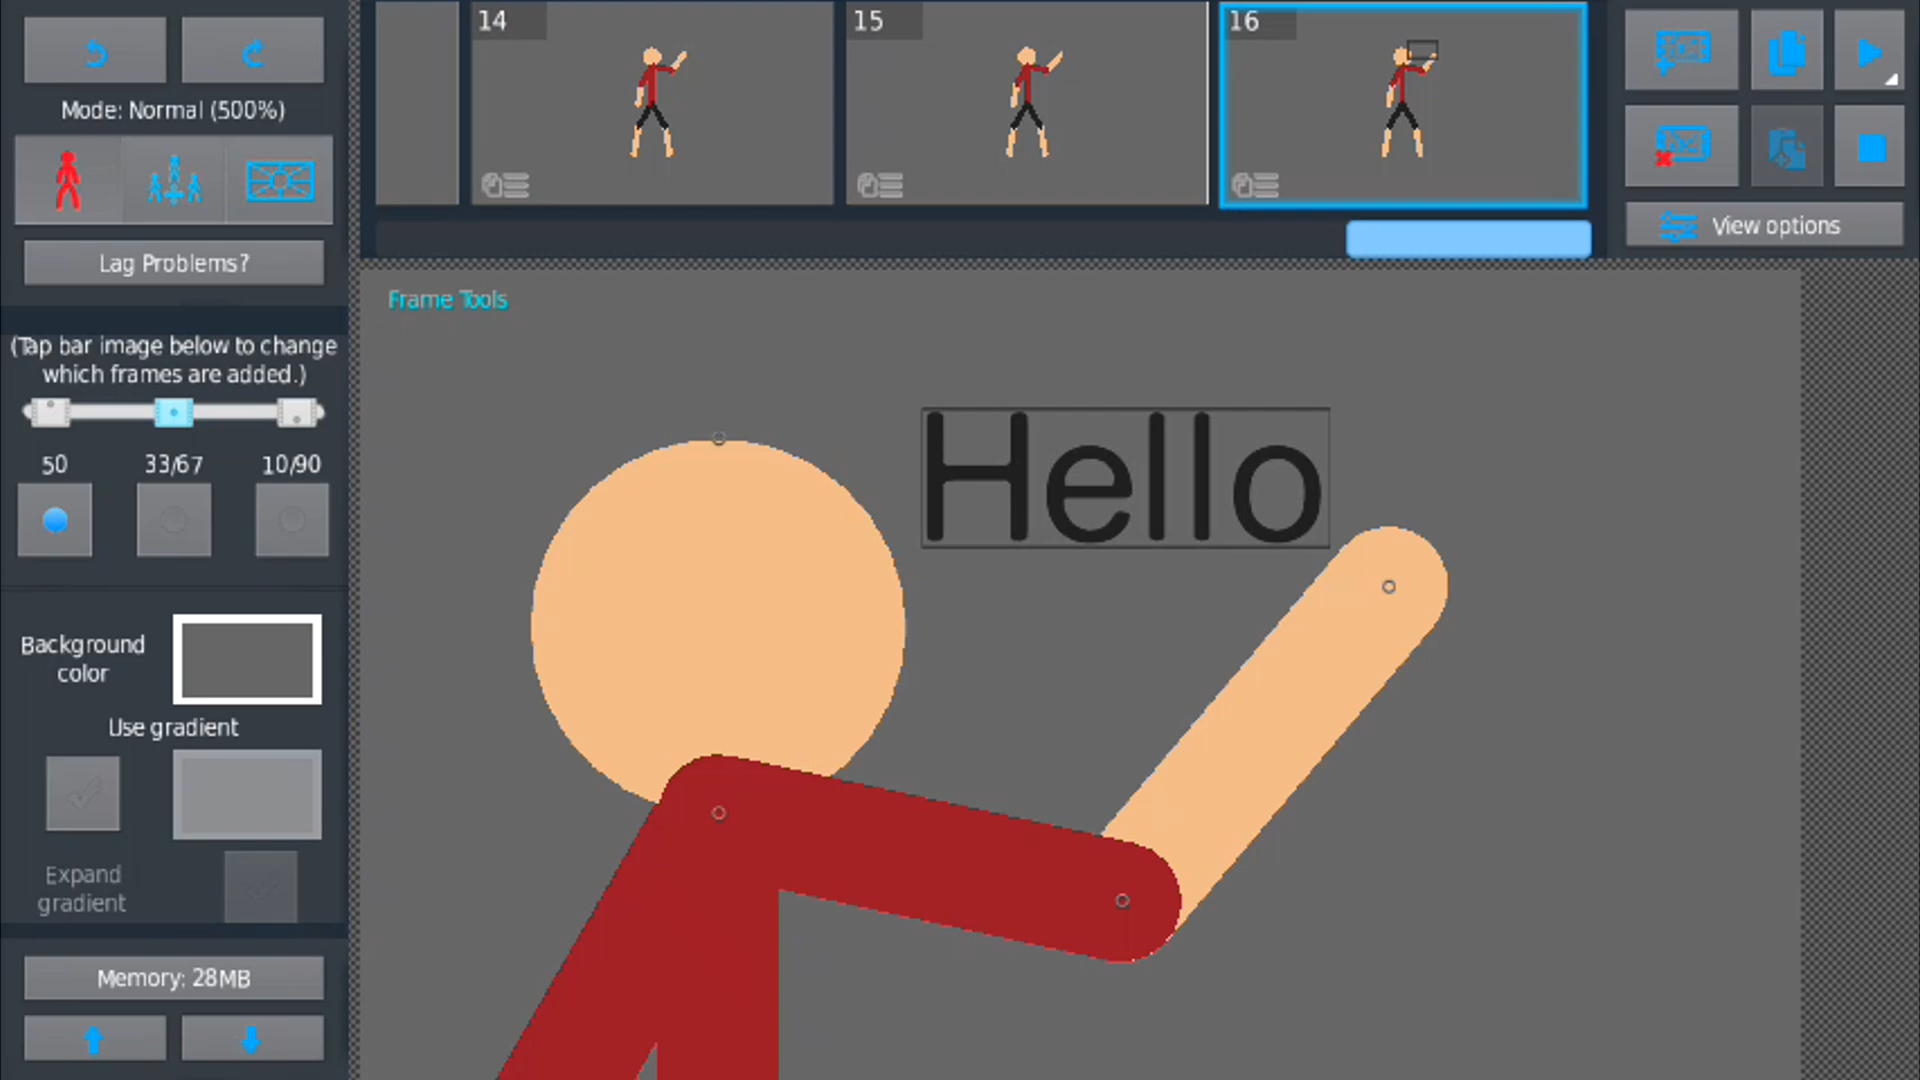 14
15
16
Mode: Normal (500%)
View options
Lag Problems?
Frame Tools
(Tap bar image below to change
which frames are added.)
50
33/67
10/90
Hello
Background
color
Use gradient
Expand
gradient
Memory: 28MB